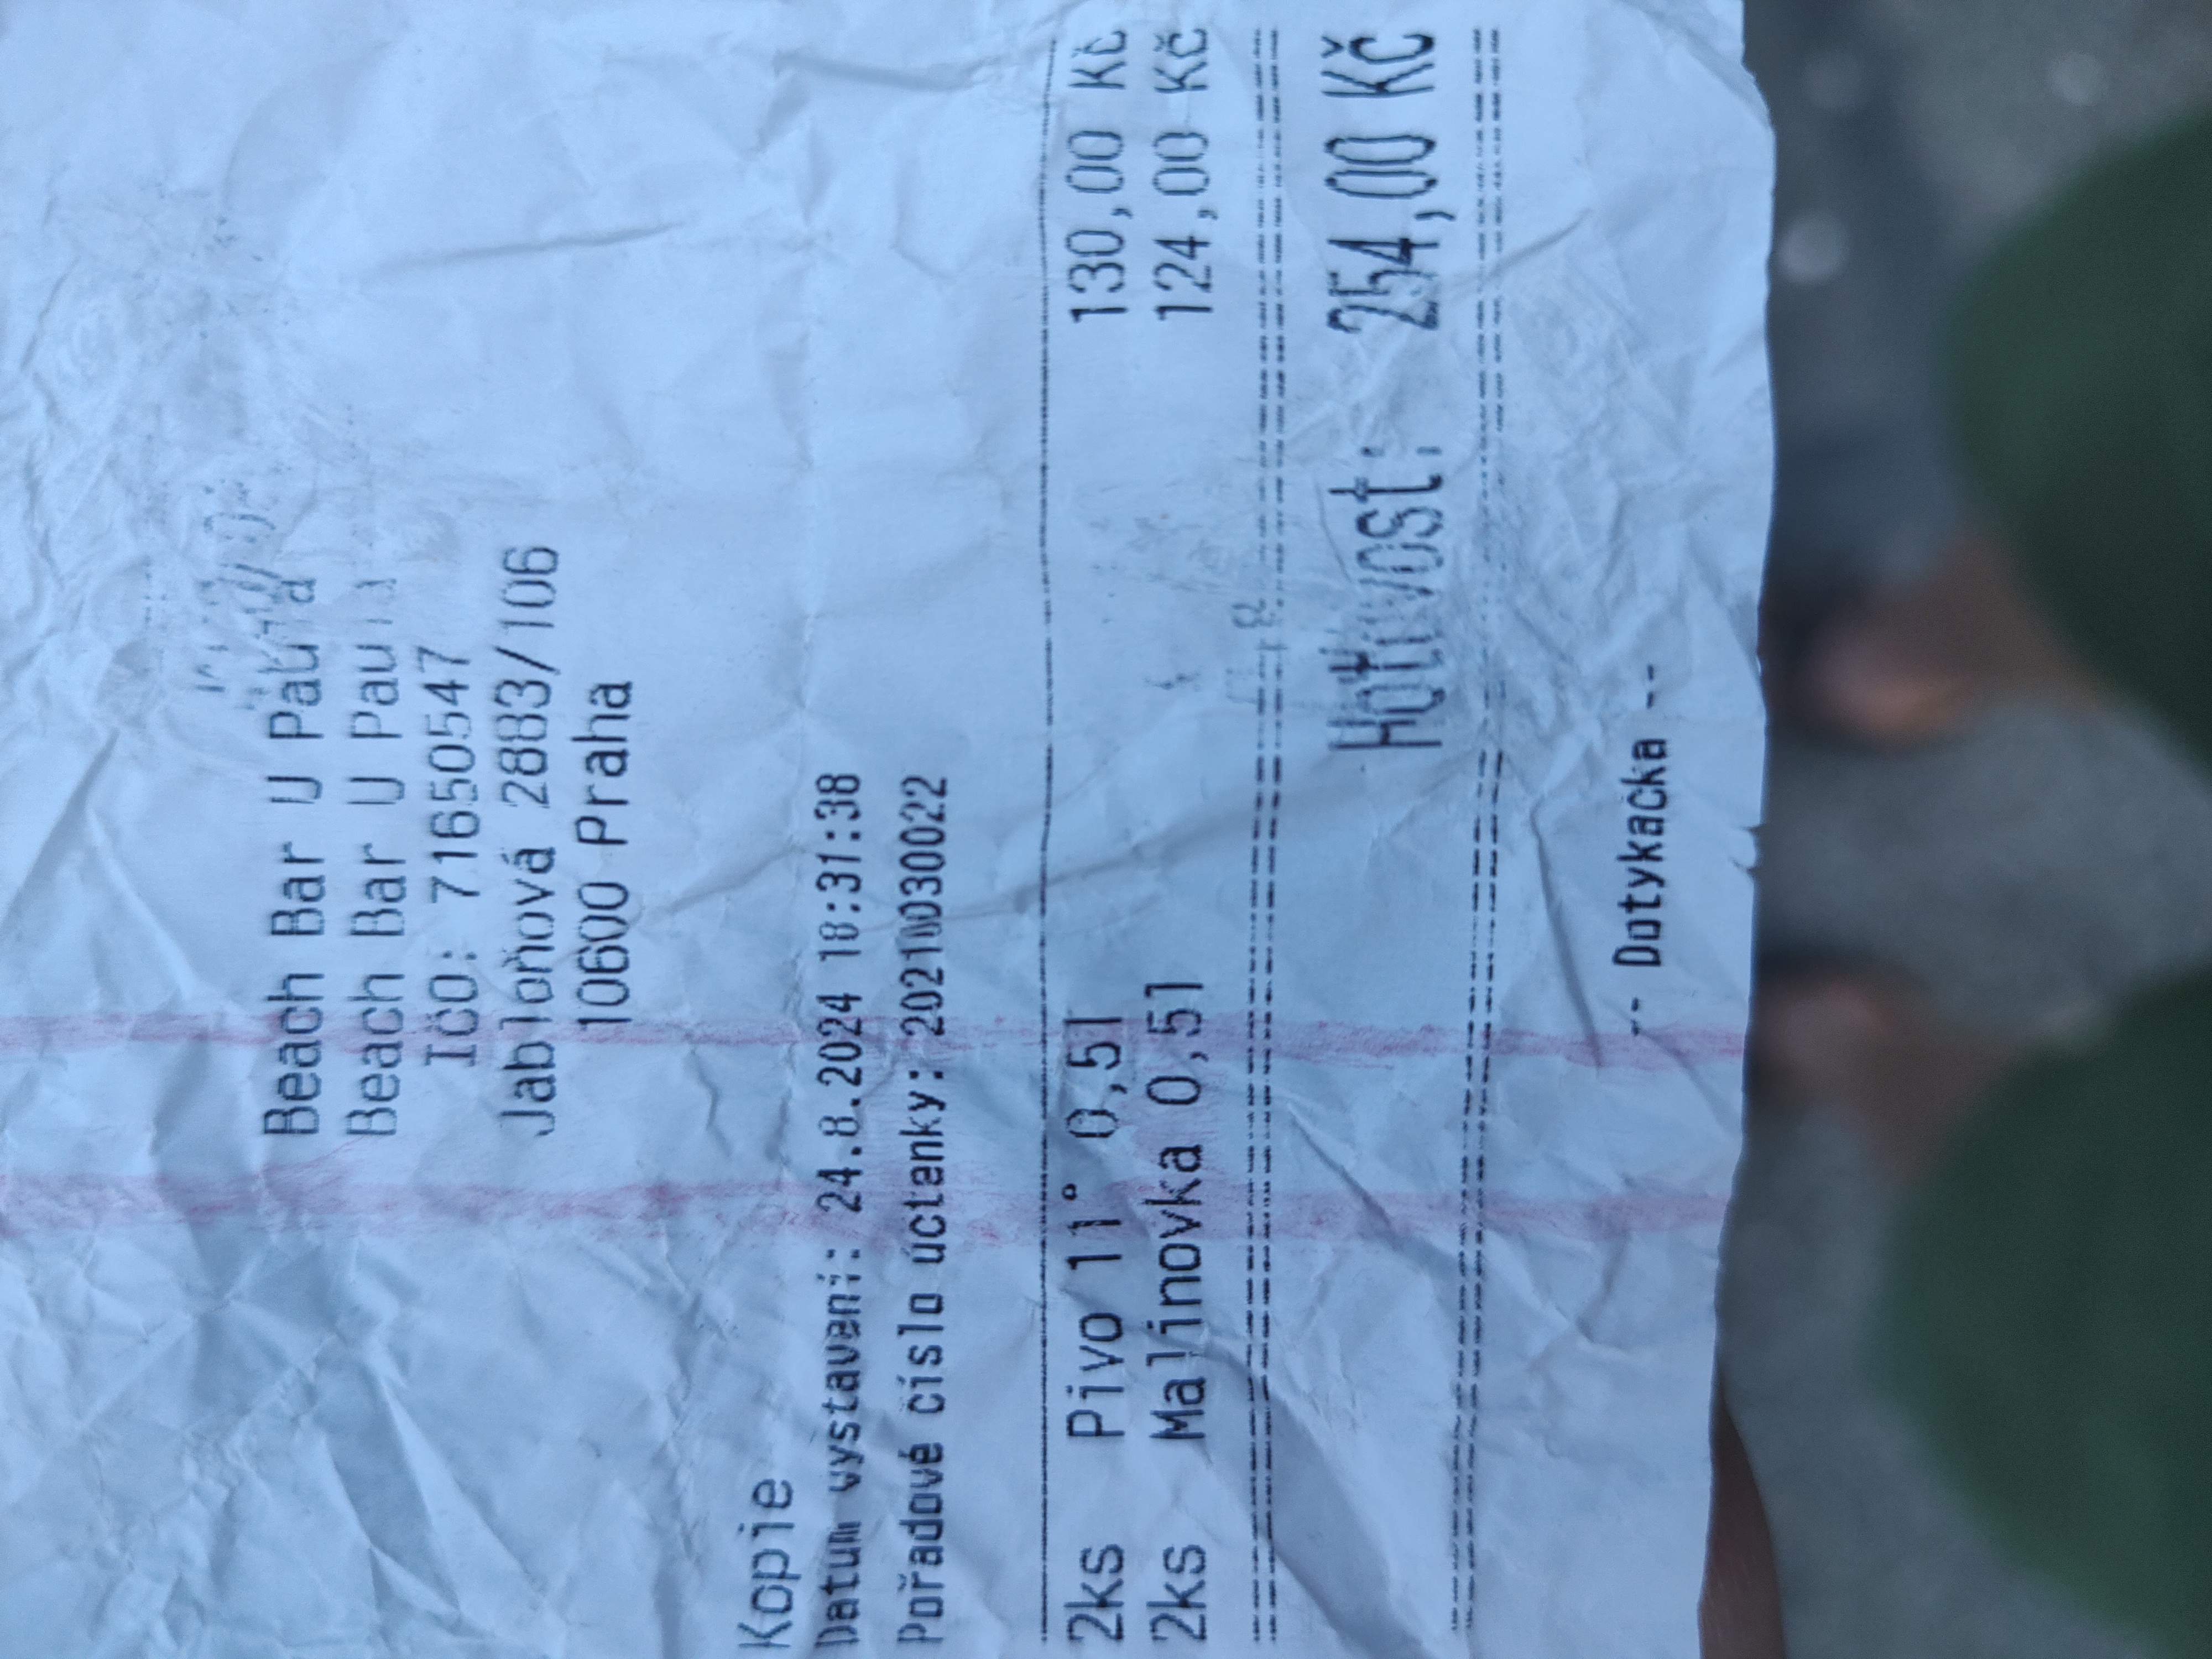 Beach Bar U Paula
Beach Bar U Paula
IČO: 71650547
Jabloňová 2883/106
10600 Praha
Kopie
Datum vystavení: 24.8.2024 18:31:38
Pořadové číslo účtenky: 2021030022
2ks Pivo 11° 0,5l 130,00 Kč
2ks Malinovka 0,5l 124,00 Kč
Hotivost: 254,00 Kč
-- Dotykačka --